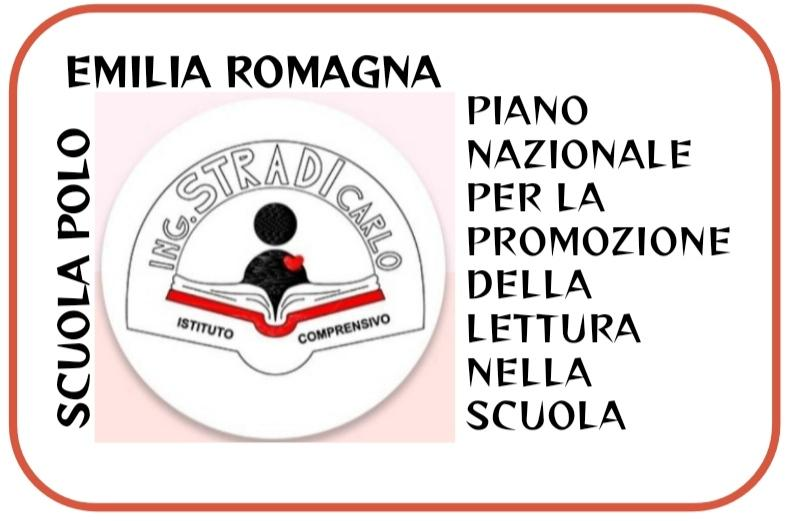 EMILIA ROMAGNA
SCUOLA POLO
ING. STRADI CARLO
ISTITUTO COMPRENSIVO
PIANO
NAZIONALE
PER LA
PROMOZIONE
DELLA
LETTURA
NELLA
SCUOLA